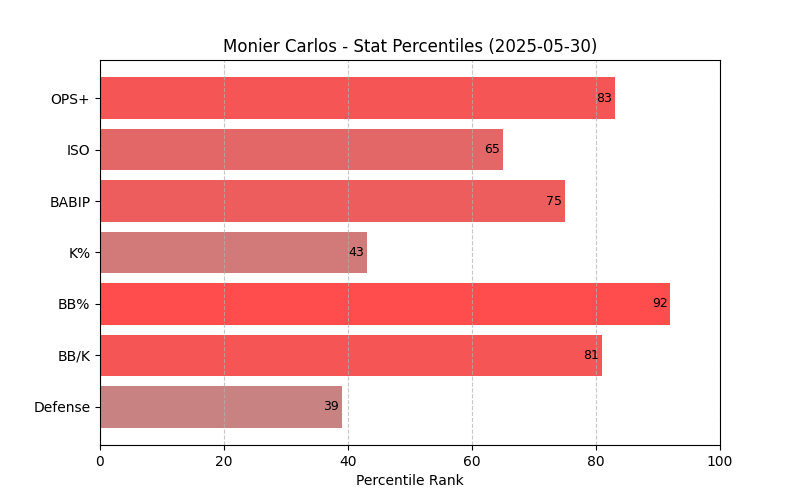 Monier Carlos - Stat Percentiles (2025-05-30)
OPS+ 83
ISO 65
BABIP 75
K% 43
BB% 92
BB/K 81
Defense 39
0 20 40 60 80 100
Percentile Rank